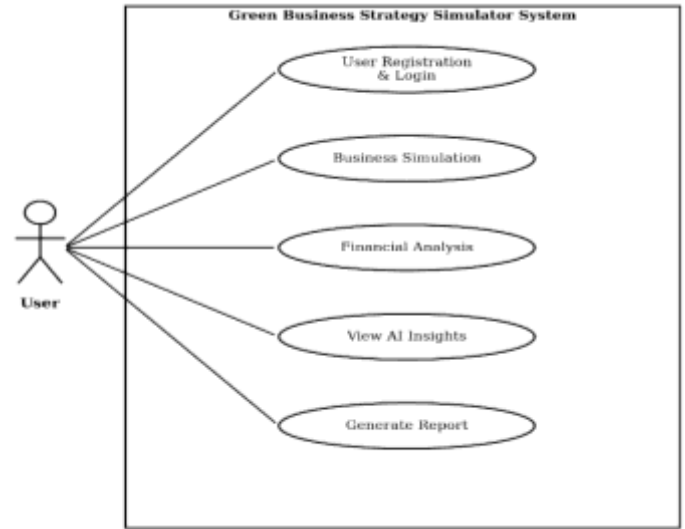 Green Business Strategy Simulator System
User Registration
& Login
Business Simulation
Financial Analysis
User
View AI Insights
Generate Report